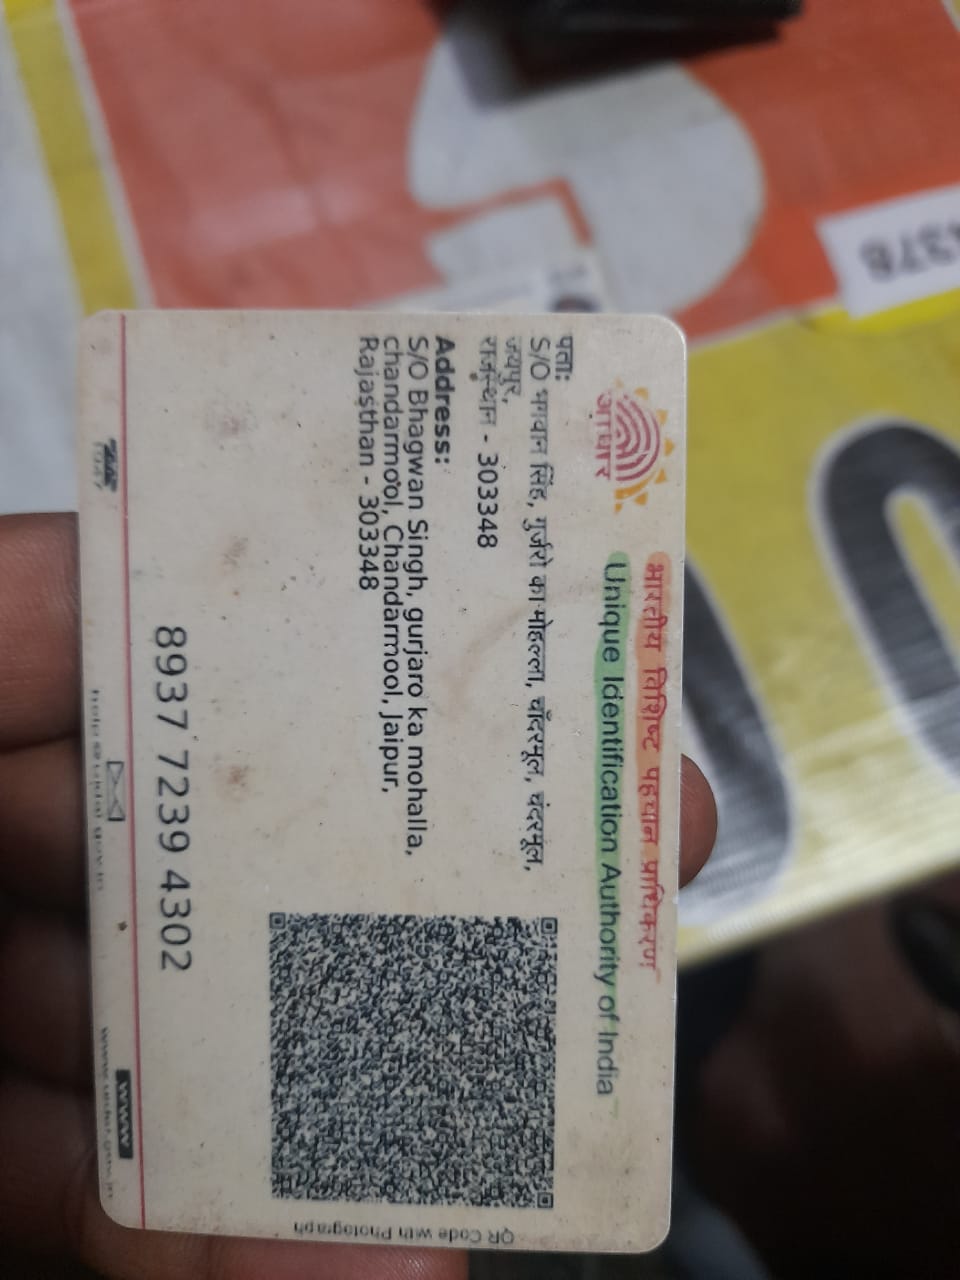 4376
आधार
भारतीय विशिष्ट पहचान प्राधिकरण
Unique Identification Authority of India
पता:
S/O भगवान सिंह, गुर्जरो का मोहल्ला, चाँदरमूल, चंदरमूल,
जयपुर,
राजस्थान - 303348
Address:
S/O Bhagwan Singh, gurjaro ka mohalla,
chandarmool, Chandarmool, Jaipur,
Rajasthan - 303348
QR Code with Photograph
8937 7239 4302
1947
help@uidai.gov.in
WWW
www.uidai.gov.in